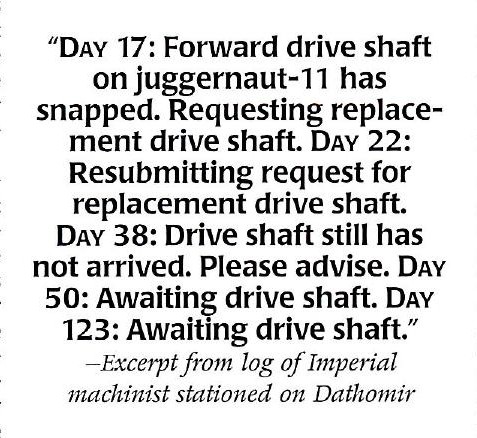 “DAY 17: Forward drive shaft
on juggernaut-11 has
snapped. Requesting replace-
ment drive shaft. DAY 22:
Resubmitting request for
replacement drive shaft.
DAY 38: Drive shaft still has
not arrived. Please advise. DAY
50: Awaiting drive shaft. DAY
123: Awaiting drive shaft.”
–Excerpt from log of Imperial
machinist stationed on Dathomir